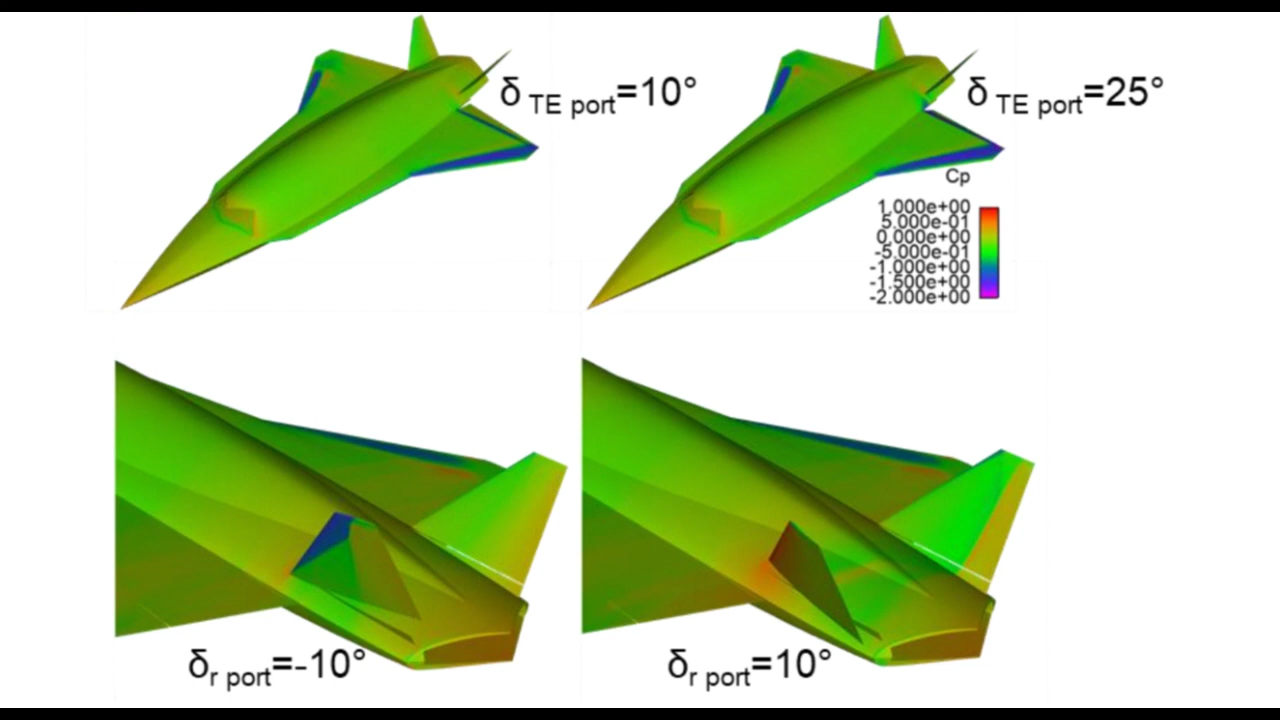 δ TE port=10°
δ TE port=25°
Cp
1.000e+00
5.000e-01
0.000e+00
-5.000e-01
-1.000e+00
-1.500e+00
-2.000e+00
δr port=-10°
δr port=10°